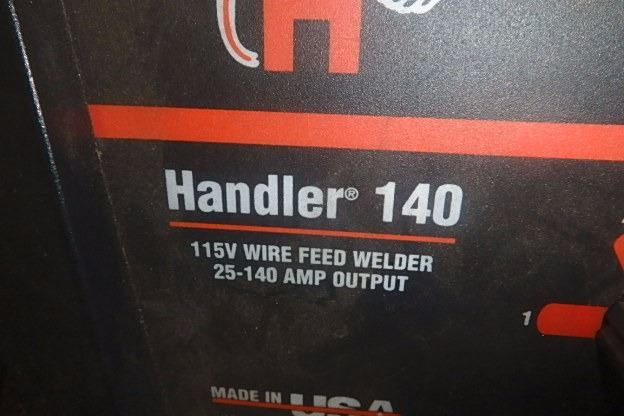 H
Handler® 140
115V WIRE FEED WELDER
25-140 AMP OUTPUT
1
MADE IN USA